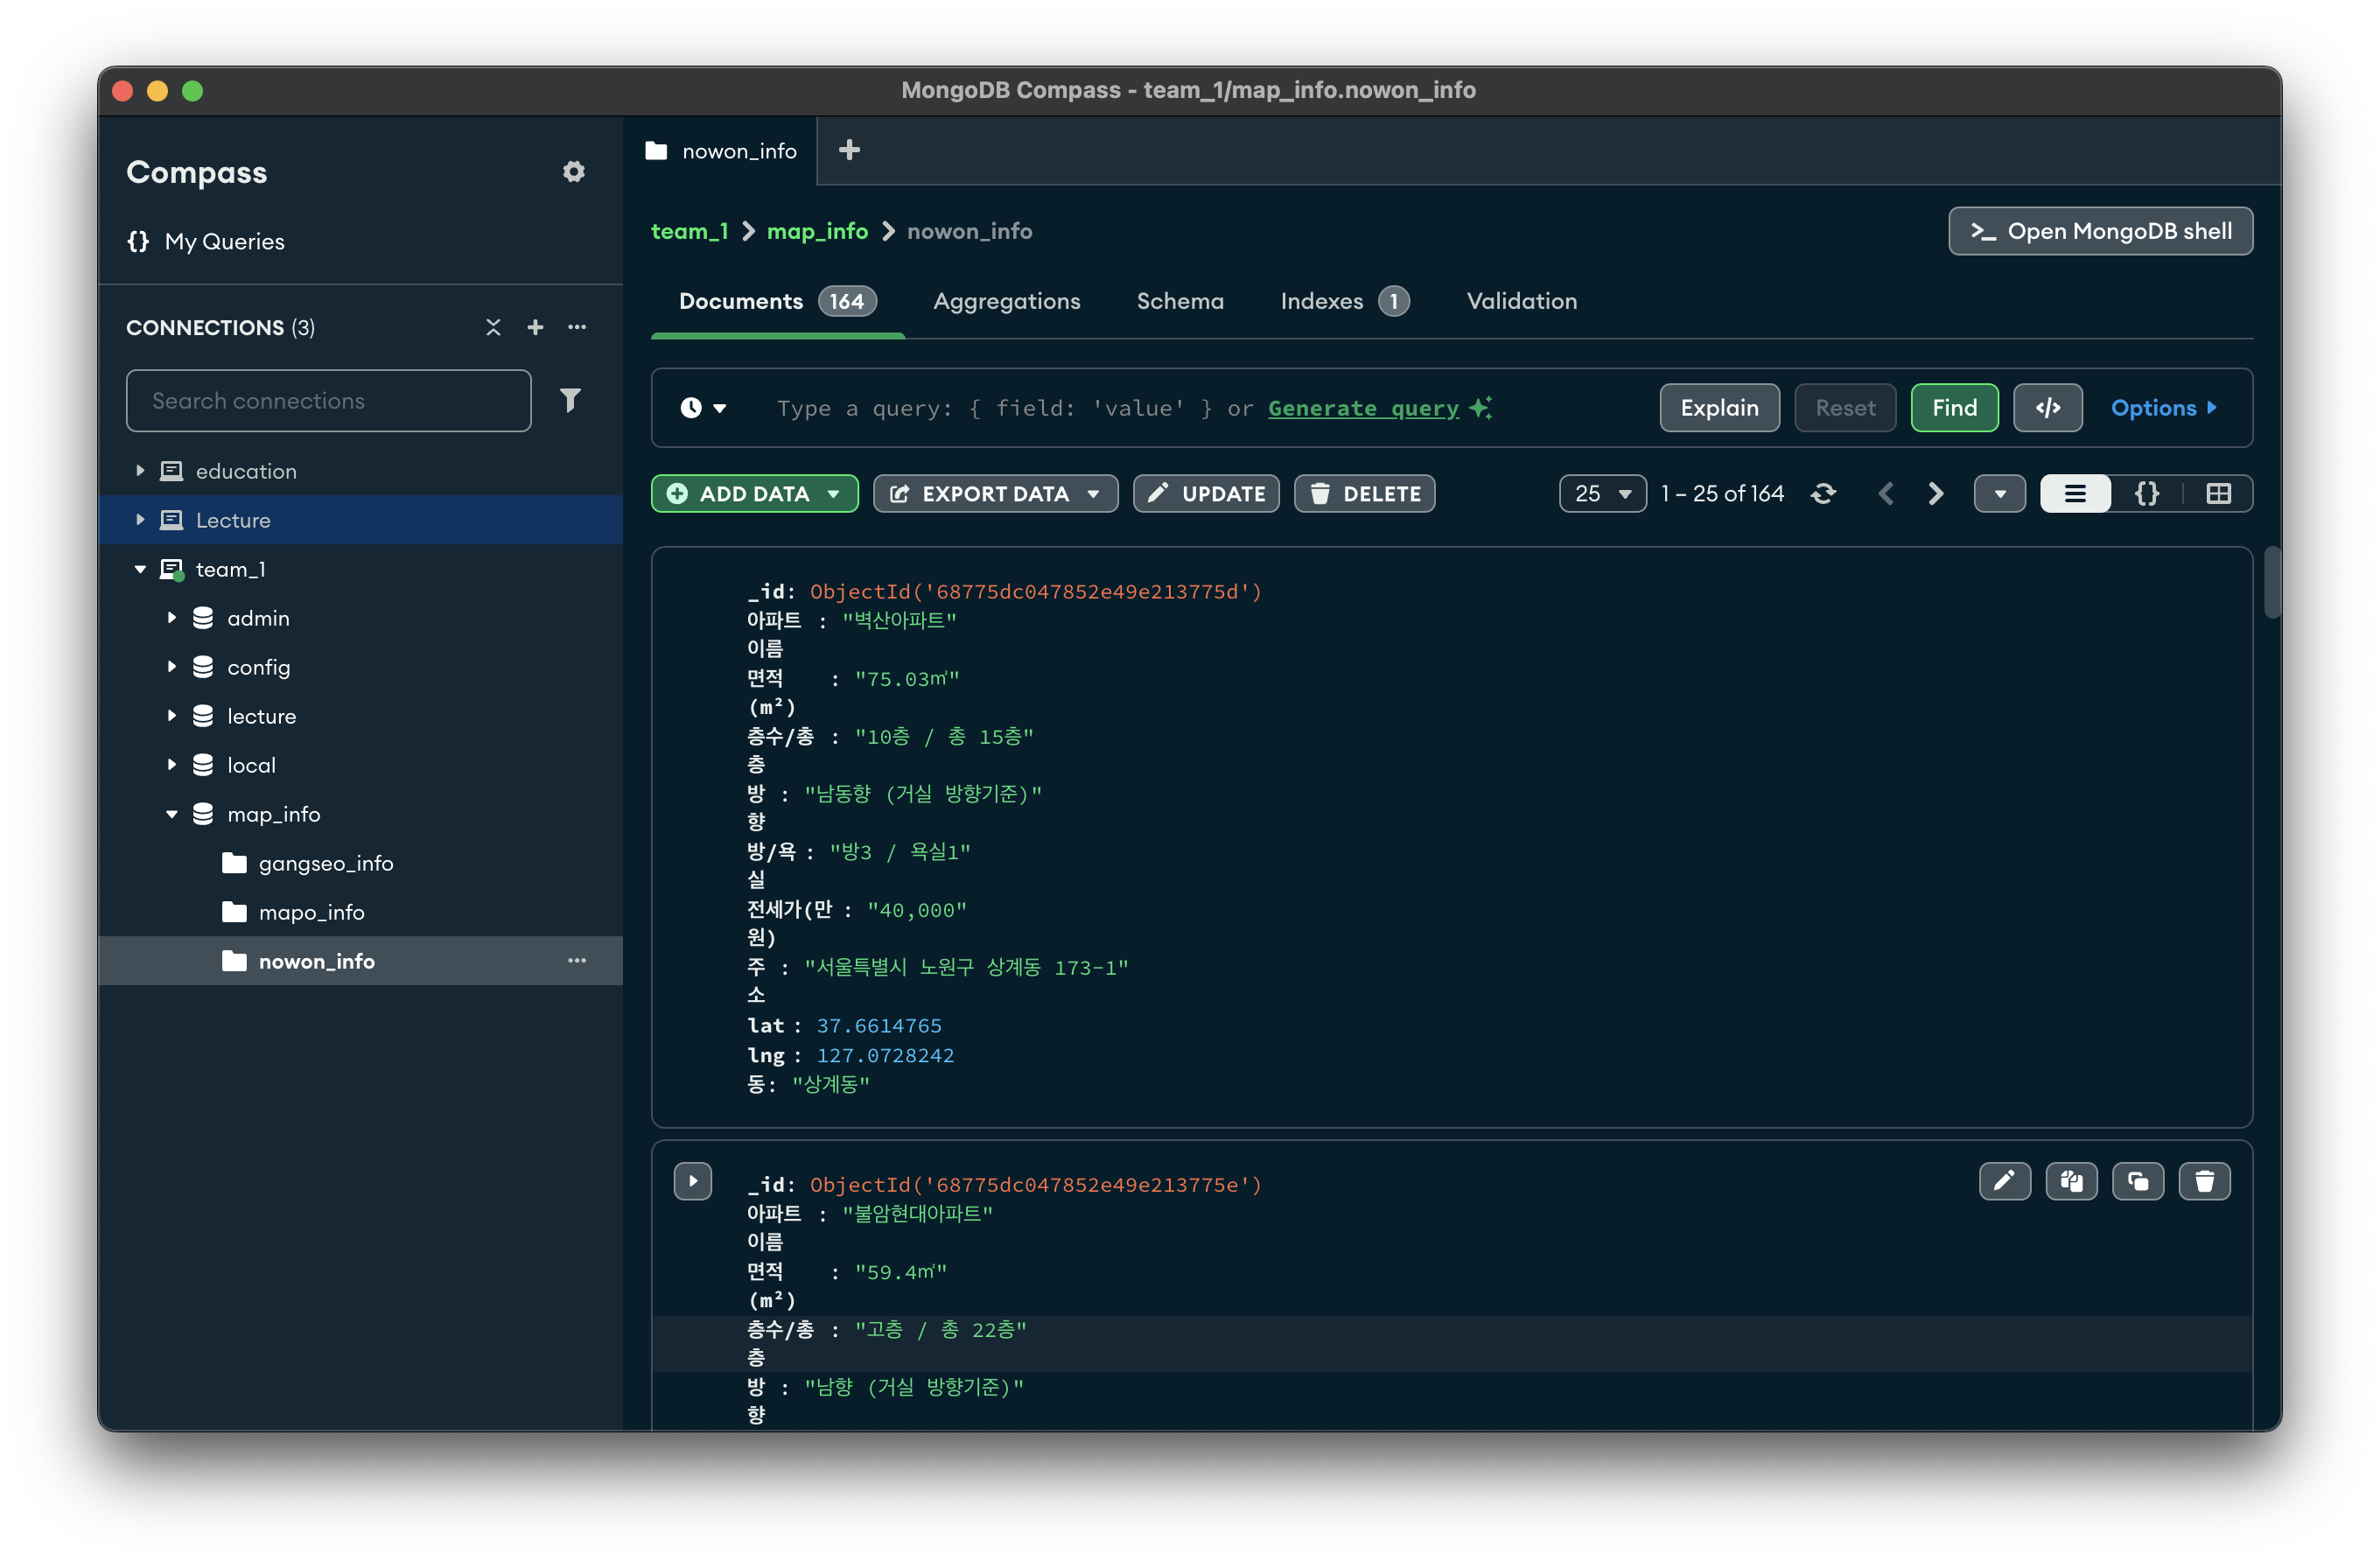 MongoDB Compass - team_1/map_info.nowon_info
Compass
{} My Queries
CONNECTIONS (3)
Search connections
education
Lecture
team_1
admin
config
lecture
local
map_info
gangseo_info
mapo_info
nowon_info
nowon_info
team_1 > map_info > nowon_info
>_ Open MongoDB shell
Documents 164 Aggregations Schema Indexes 1 Validation
Type a query: { field: 'value' } or Generate query
Explain Reset Find </> Options
ADD DATA EXPORT DATA UPDATE DELETE
25 1 – 25 of 164 {}
_id: ObjectId('68775dc047852e49e213775d')
아파트 : "벽산아파트"
이름
면적 : "75.03㎡"
(m²)
층수/총 : "10층 / 총 15층"
층
방 : "남동향 (거실 방향기준)"
향
방/욕 : "방3 / 욕실1"
실
전세가(만 : "40,000"
원)
주 : "서울특별시 노원구 상계동 173-1"
소
lat : 37.6614765
lng : 127.0728242
동: "상계동"
_id: ObjectId('68775dc047852e49e213775e')
아파트 : "불암현대아파트"
이름
면적 : "59.4㎡"
(m²)
층수/총 : "고층 / 총 22층"
층
방 : "남향 (거실 방향기준)"
향